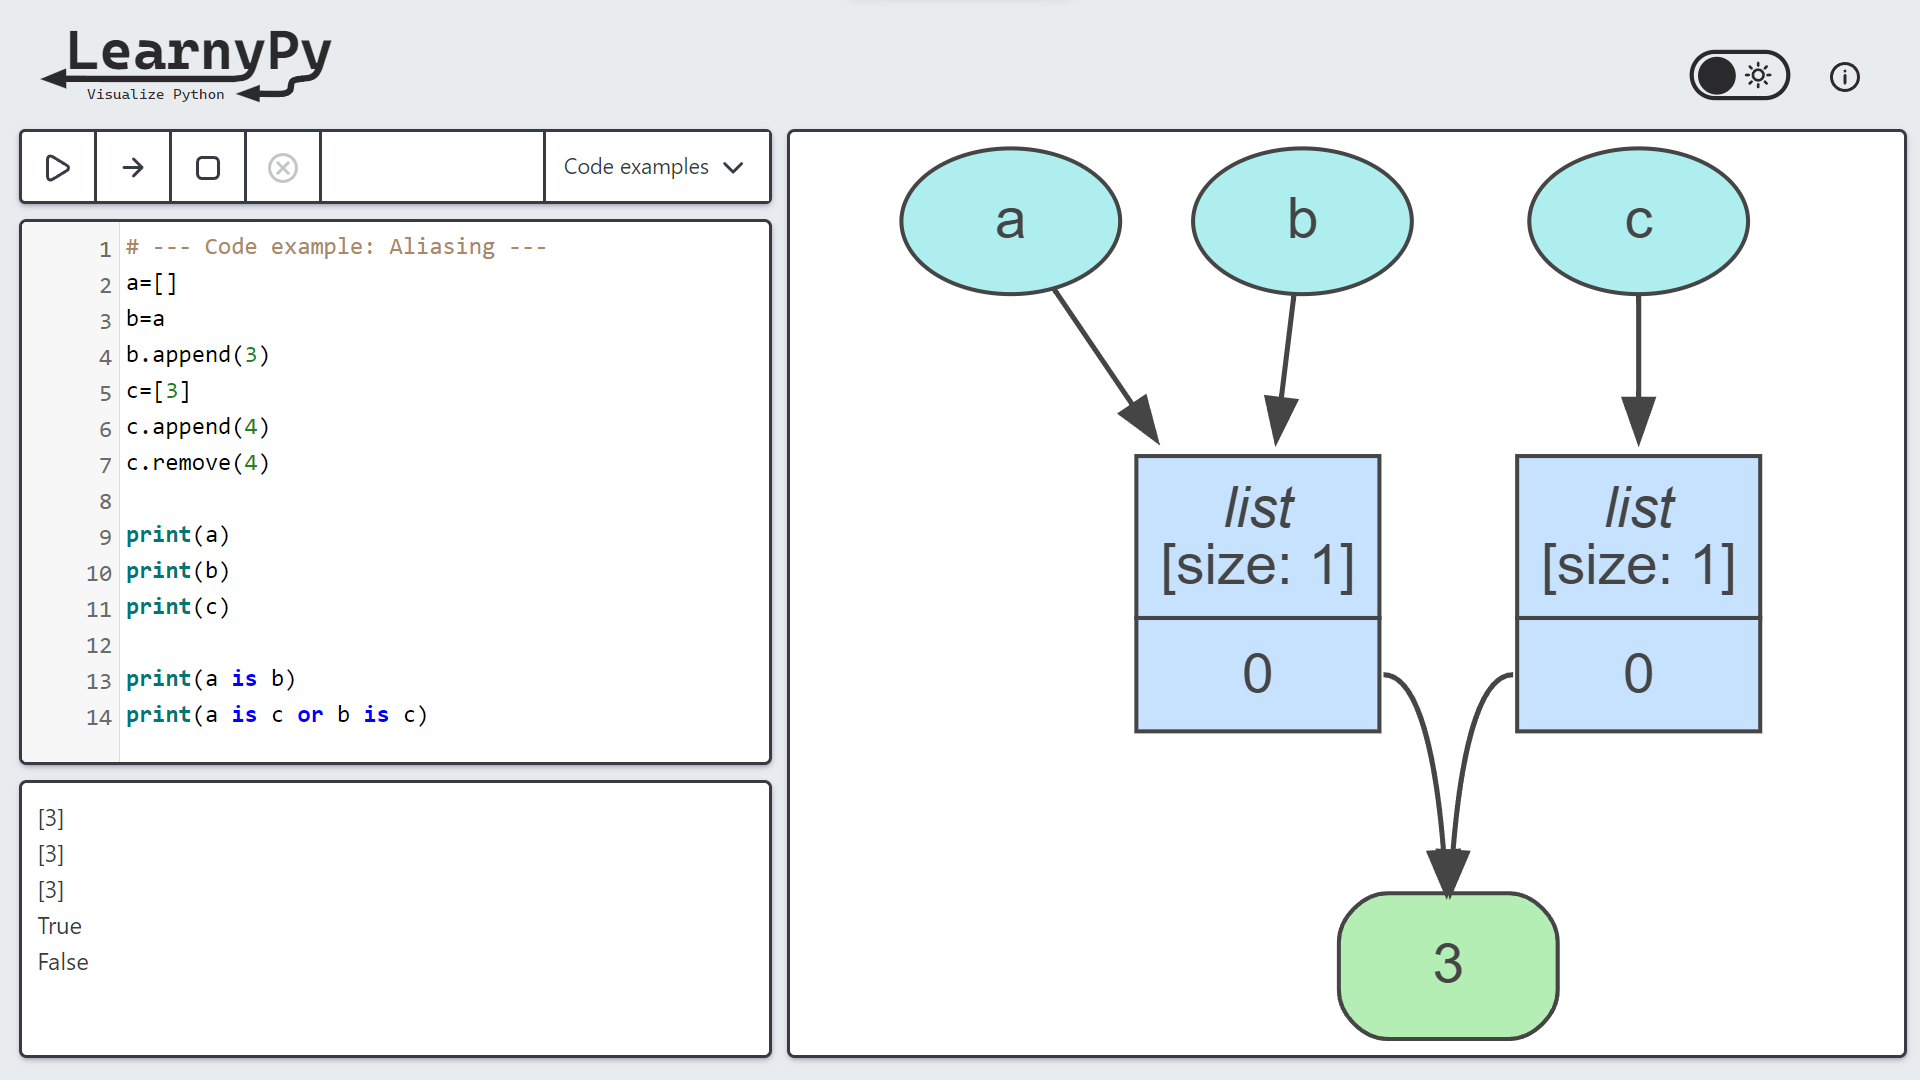 LearnyPy
Visualize Python
Code examples
1 # --- Code example: Aliasing ---
2 a=[]
3 b=a
4 b.append(3)
5 c=[3]
6 c.append(4)
7 c.remove(4)
8
9 print(a)
10 print(b)
11 print(c)
12
13 print(a is b)
14 print(a is c or b is c)
[3]
[3]
[3]
True
False
a b c
list
[size: 1]
0
list
[size: 1]
0
3